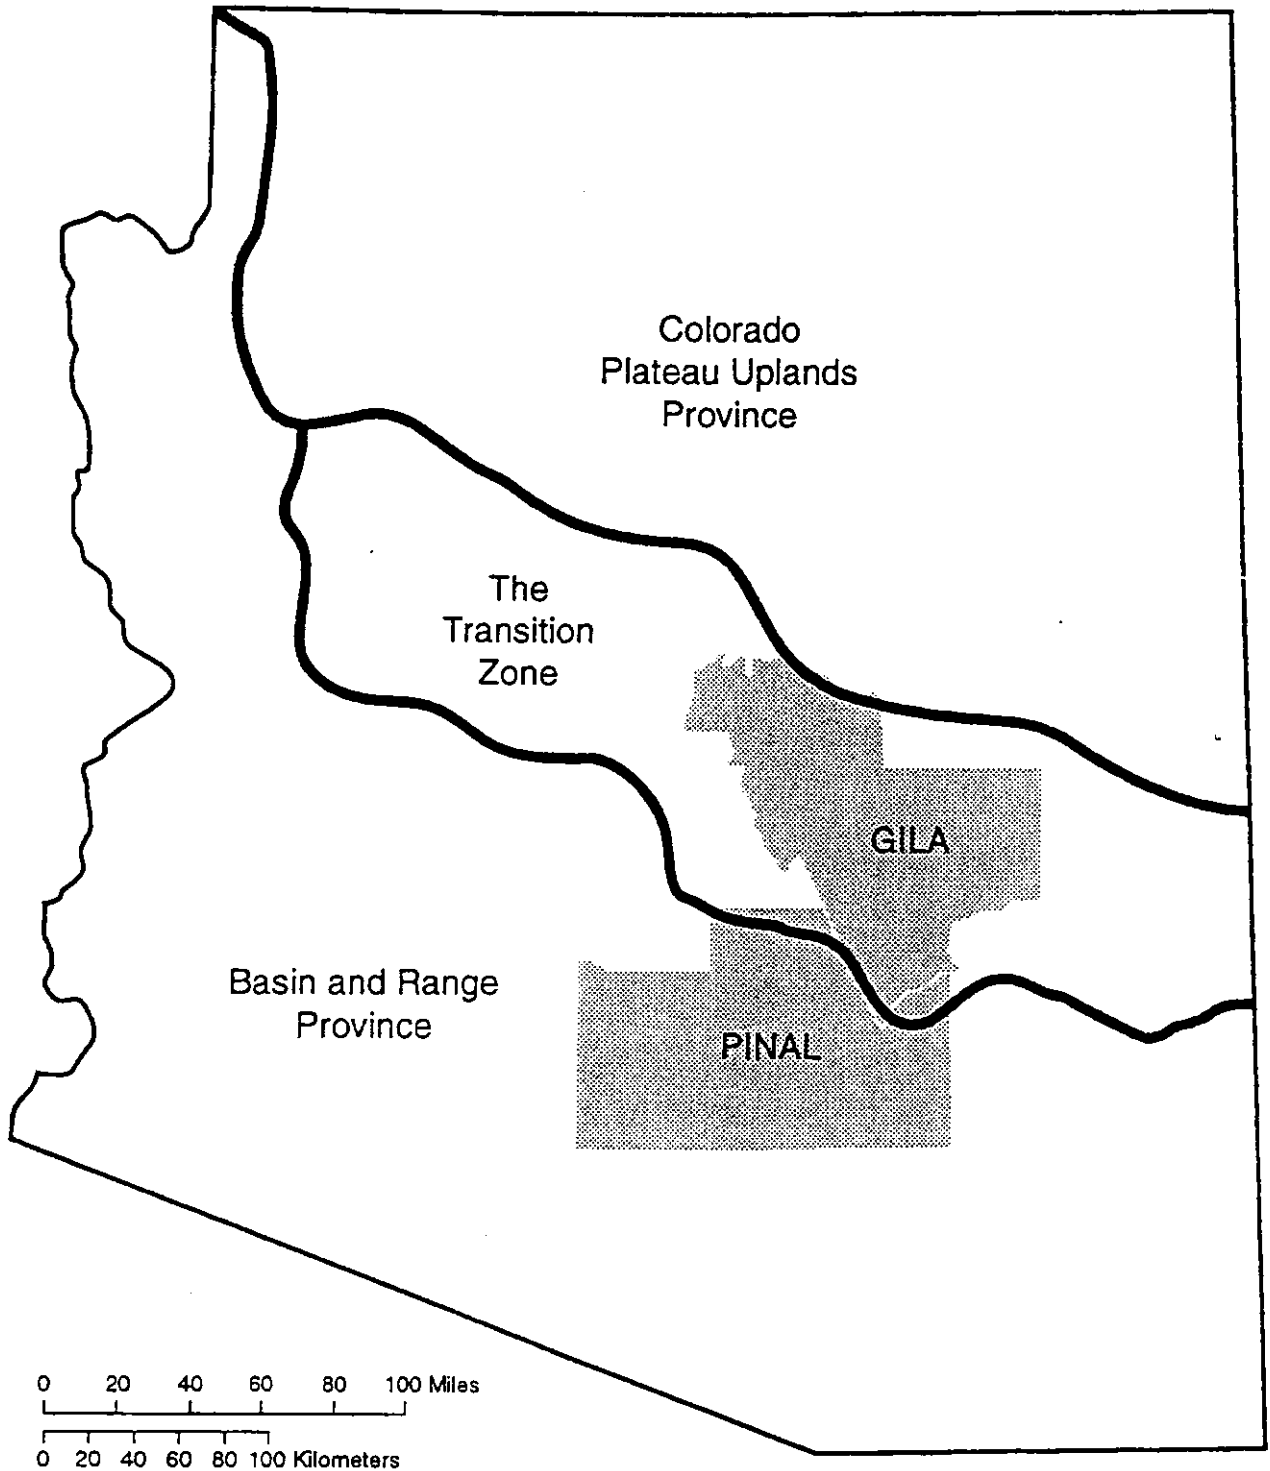 Colorado
Plateau Uplands
Province
The
Transition
Zone
GILA
Basin and Range
Province
PINAL
0 20 40 60 80 100 Miles
0 20 40 60 80 100 Kilometers